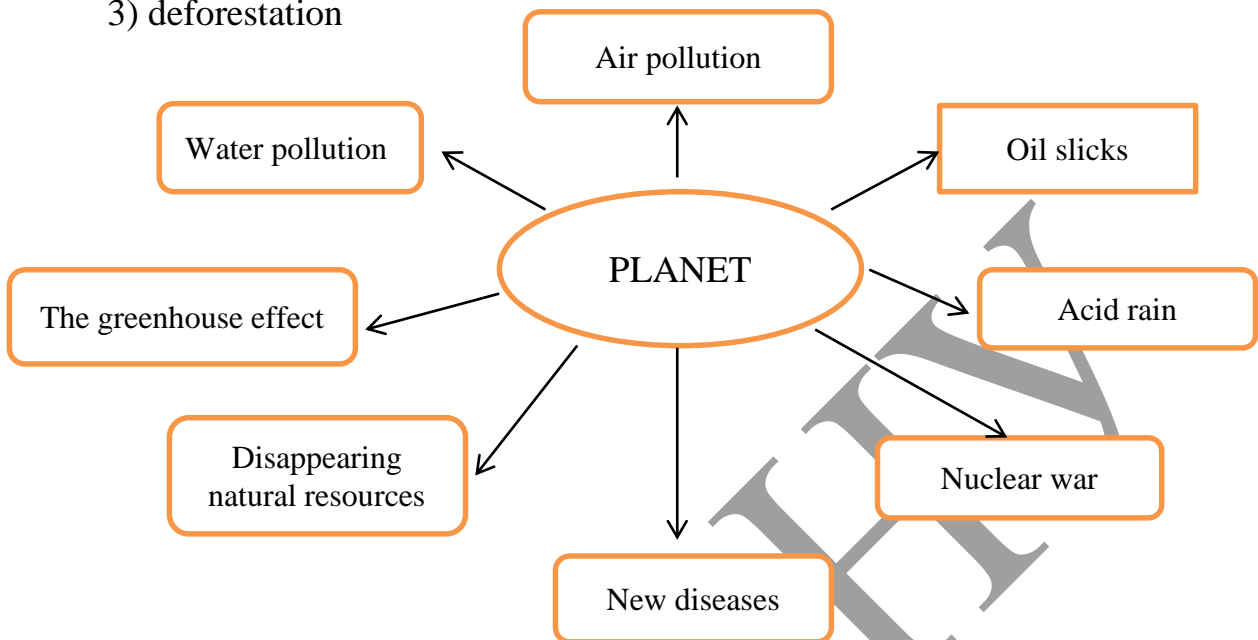 3) deforestation
Air pollution
Water pollution
Oil slicks
PLANET
The greenhouse effect
Acid rain
Disappearing
natural resources
Nuclear war
New diseases